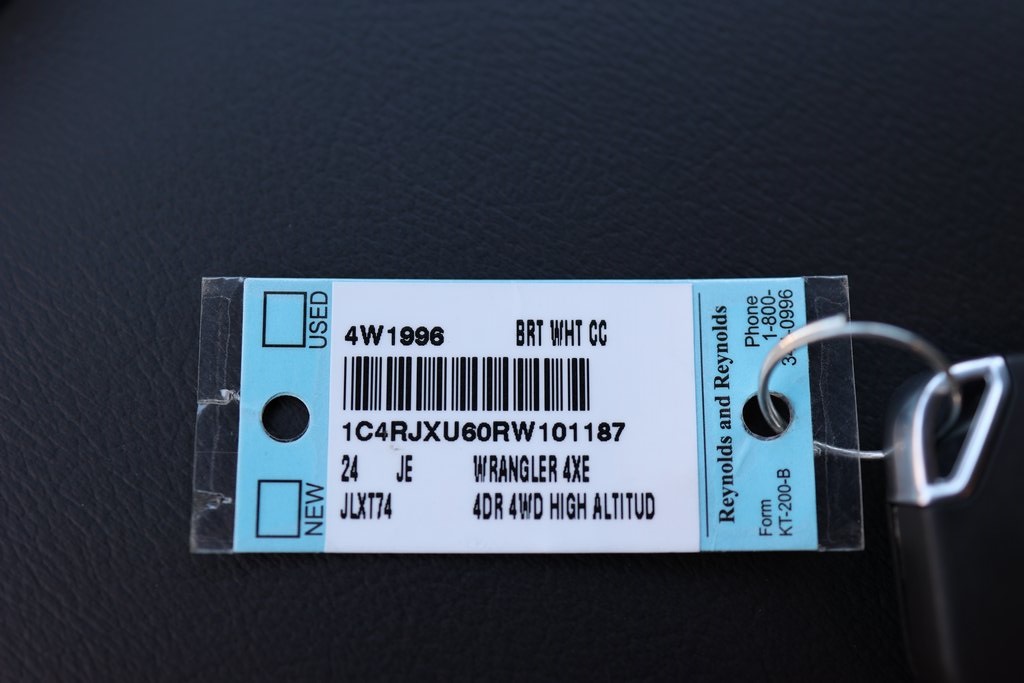 USED
NEW
4W1996 BRT WHT CC
1C4RJXU60RW101187
24 JE WRANGLER 4XE
JLXT74 4DR 4WD HIGH ALTITUD
Reynolds and Reynolds
Phone
1-800-
0996
Form
KT-200-B